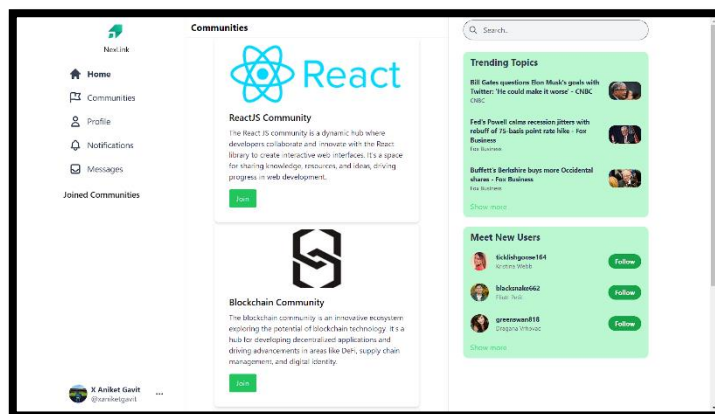 NexLink
Home
Communities
Profile
Notifications
Messages
Joined Communities
X Aniket Gavit
@xaniketgavit
...
Communities
React
ReactJS Community
The React JS community is a dynamic hub where
developers collaborate and innovate with the React
library to create interactive web interfaces. It's a space
for sharing knowledge, resources, and ideas, driving
progress in web development.
Join
Blockchain Community
The blockchain community is an innovative ecosystem
exploring the potential of blockchain technology. It's a
hub for developing decentralized applications and
driving advancements in areas like DeFi, supply chain
management, and digital identity.
Join
Search..
Trending Topics
Bill Gates questions Elon Musk's goals with
Twitter: 'He could make it worse' - CNBC
CNBC
Fed's Powell calms recession jitters with
rebuff of 75-basis point rate hike - Fox
Business
Fox Business
Buffett's Berkshire buys more Occidental
shares - Fox Business
Fox Business
Show more
Meet New Users
ticklishgoose164
Kristina Webb
Follow
blacksnake662
Follow
greenswan818
Dragana Vrhovac
Follow
Show more